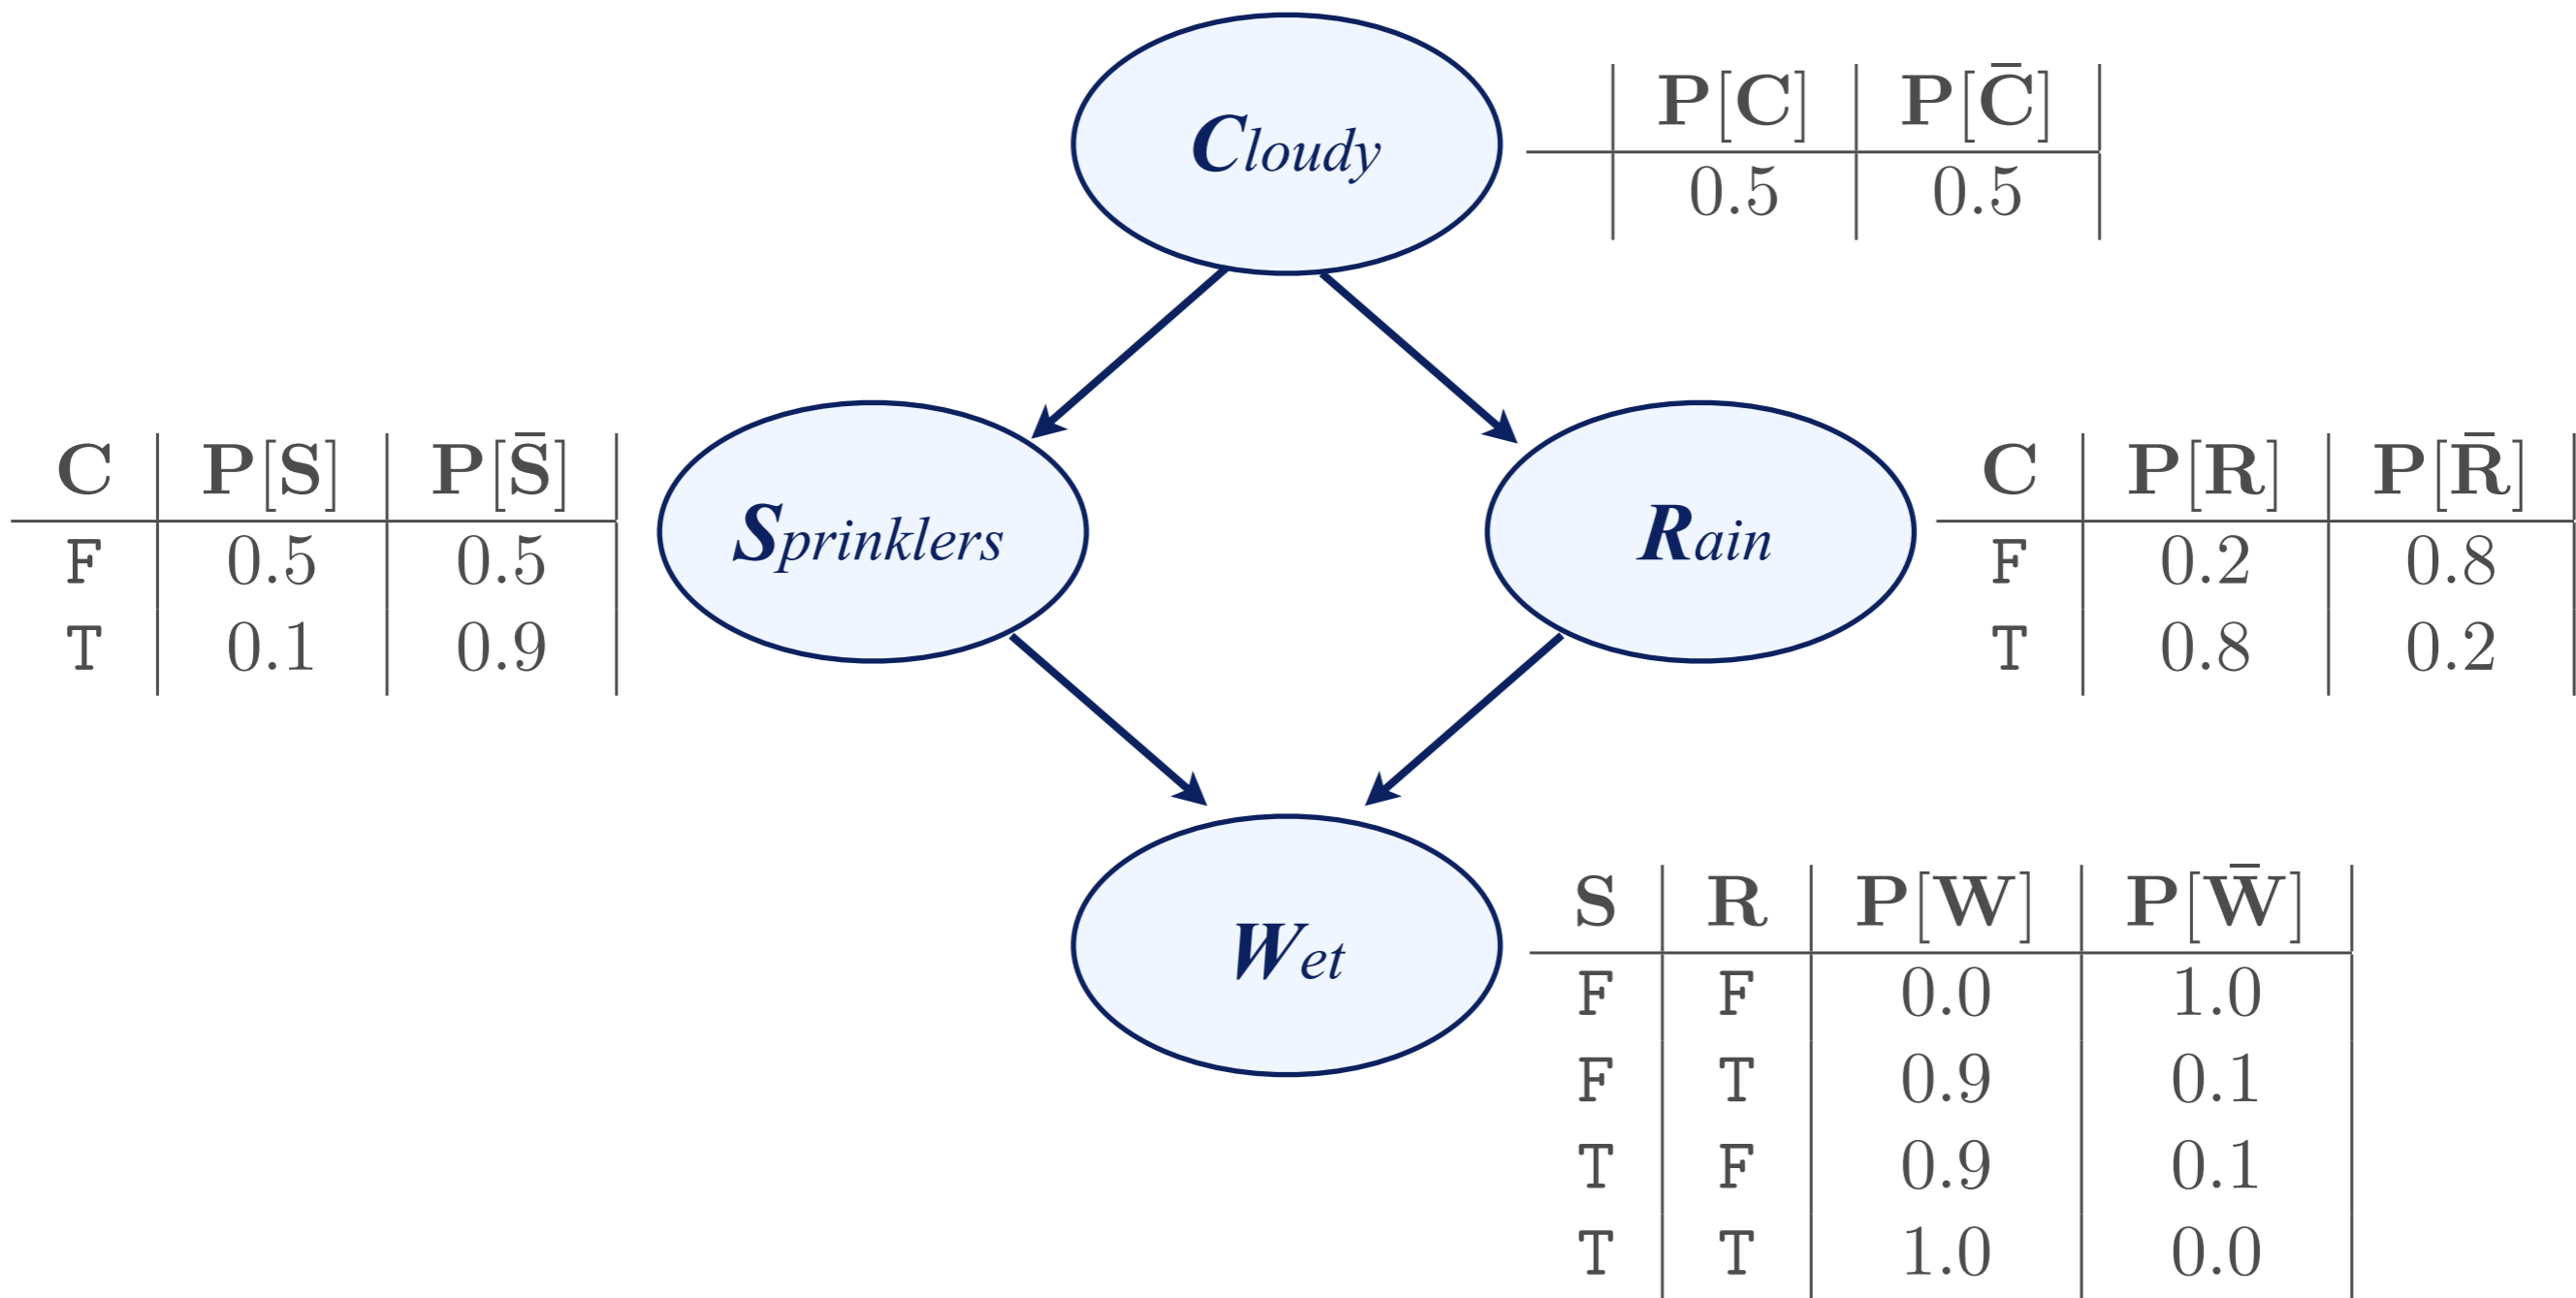 Cloudy
P[C] P[C̄]
0.5 0.5
C P[S] P[S̄]
F 0.5 0.5
T 0.1 0.9
Sprinklers
Rain
C P[R] P[R̄]
F 0.2 0.8
T 0.8 0.2
Wet
S R P[W] P[W̄]
F F 0.0 1.0
F T 0.9 0.1
T F 0.9 0.1
T T 1.0 0.0